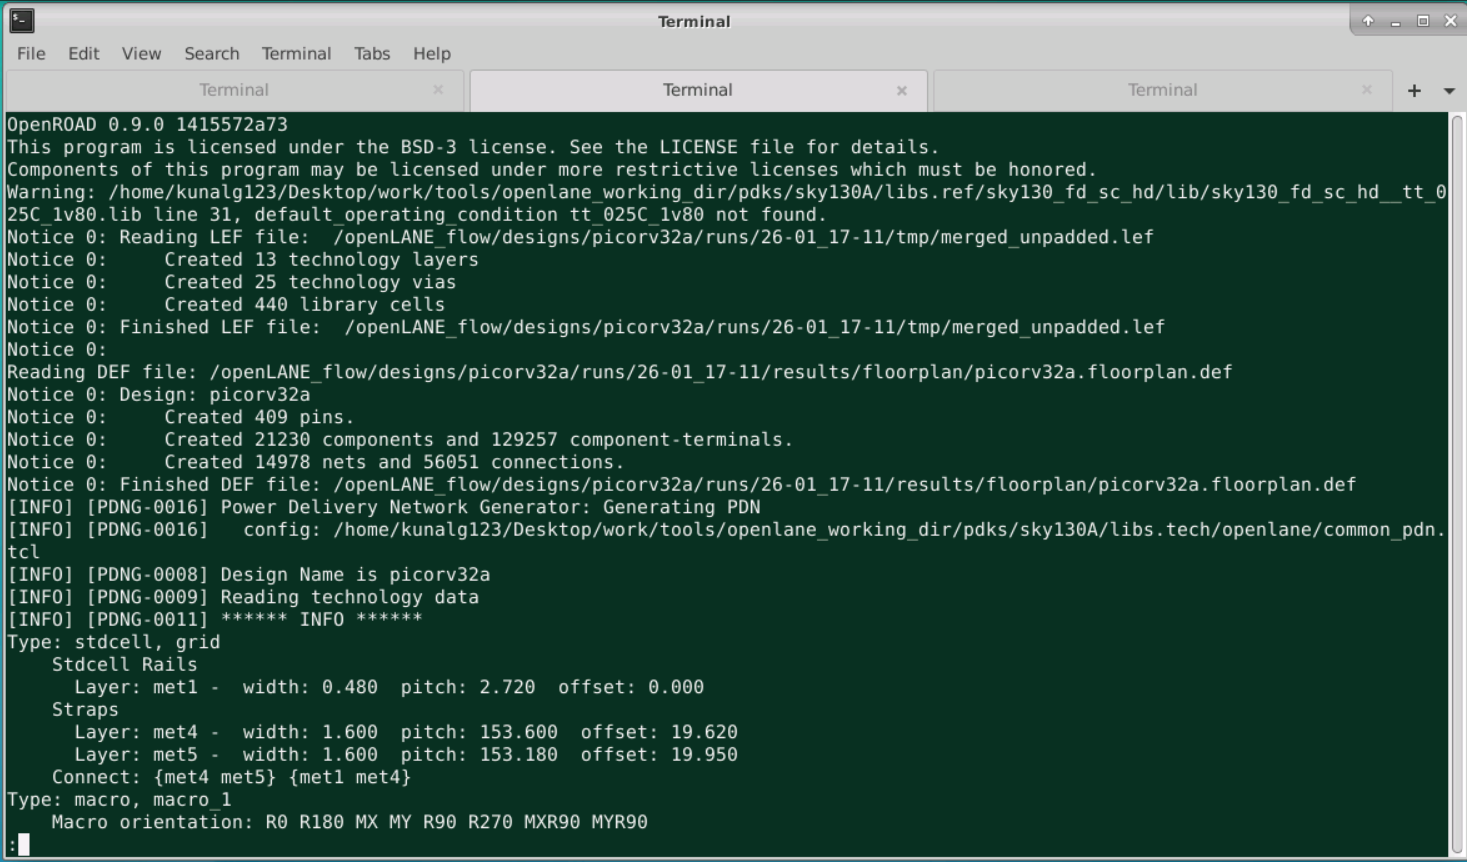 Terminal
File Edit View Search Terminal Tabs Help
Terminal Terminal Terminal
OpenROAD 0.9.0 1415572a73
This program is licensed under the BSD-3 license. See the LICENSE file for details.
Components of this program may be licensed under more restrictive licenses which must be honored.
Warning: /home/kunalg123/Desktop/work/tools/openlane_working_dir/pdks/sky130A/libs.ref/sky130_fd_sc_hd/lib/sky130_fd_sc_hd__tt_0
25C_1v80.lib line 31, default_operating_condition tt_025C_1v80 not found.
Notice 0: Reading LEF file:  /openLANE_flow/designs/picorv32a/runs/26-01_17-11/tmp/merged_unpadded.lef
Notice 0:     Created 13 technology layers
Notice 0:     Created 25 technology vias
Notice 0:     Created 440 library cells
Notice 0: Finished LEF file:  /openLANE_flow/designs/picorv32a/runs/26-01_17-11/tmp/merged_unpadded.lef
Notice 0:
Reading DEF file: /openLANE_flow/designs/picorv32a/runs/26-01_17-11/results/floorplan/picorv32a.floorplan.def
Notice 0: Design: picorv32a
Notice 0:     Created 409 pins.
Notice 0:     Created 21230 components and 129257 component-terminals.
Notice 0:     Created 14978 nets and 56051 connections.
Notice 0: Finished DEF file: /openLANE_flow/designs/picorv32a/runs/26-01_17-11/results/floorplan/picorv32a.floorplan.def
[INFO] [PDNG-0016] Power Delivery Network Generator: Generating PDN
[INFO] [PDNG-0016]   config: /home/kunalg123/Desktop/work/tools/openlane_working_dir/pdks/sky130A/libs.tech/openlane/common_pdn.
tcl
[INFO] [PDNG-0008] Design Name is picorv32a
[INFO] [PDNG-0009] Reading technology data
[INFO] [PDNG-0011] ****** INFO ******
Type: stdcell, grid
    Stdcell Rails
      Layer: met1 -  width: 0.480  pitch: 2.720  offset: 0.000
    Straps
      Layer: met4 -  width: 1.600  pitch: 153.600  offset: 19.620
      Layer: met5 -  width: 1.600  pitch: 153.180  offset: 19.950
    Connect: {met4 met5} {met1 met4}
Type: macro, macro_1
    Macro orientation: R0 R180 MX MY R90 R270 MXR90 MYR90
: